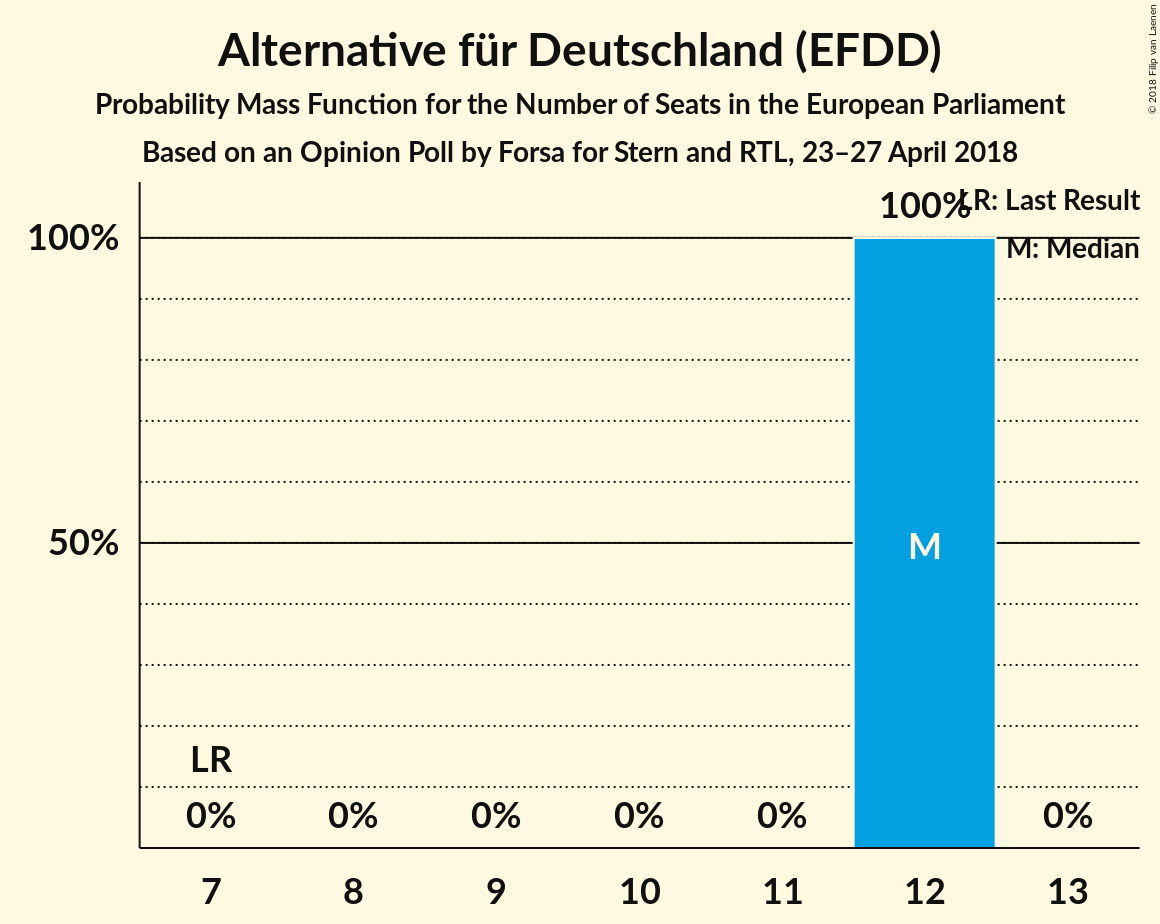 Alternative für Deutschland (EFDD)
Probability Mass Function for the Number of Seats in the European Parliament
Based on an Opinion Poll by Forsa for Stern and RTL, 23–27 April 2018
© 2018 Filip van Laenen
LR: Last Result
M: Median
100%
100%
50%
M
LR
0% 0% 0% 0% 0% 0%
7 8 9 10 11 12 13